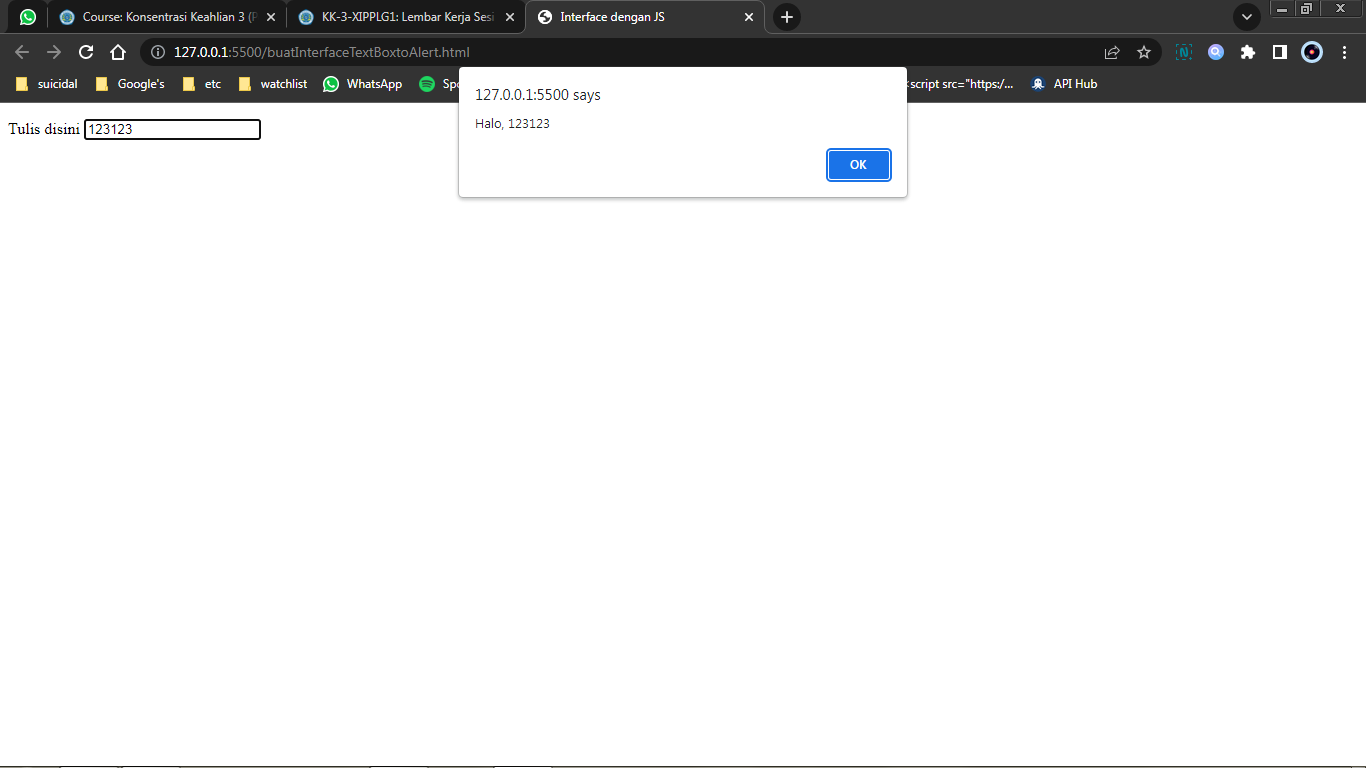 Course: Konsentrasi Keahlian 3 (P
KK-3-XIPPLG1: Lembar Kerja Sesi
Interface dengan JS
127.0.0.1:5500/buatInterfaceTextBoxtoAlert.html
suicidal Google's etc watchlist WhatsApp Spo <script src="https:/... API Hub
127.0.0.1:5500 says
Halo, 123123
OK
Tulis disini 123123